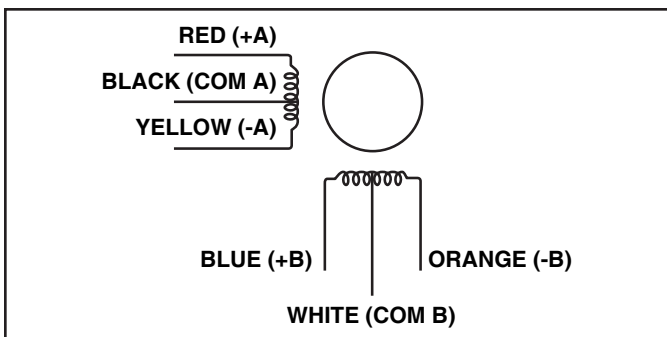 RED (+A)
BLACK (COM A)
YELLOW (-A)
BLUE (+B)
ORANGE (-B)
WHITE (COM B)